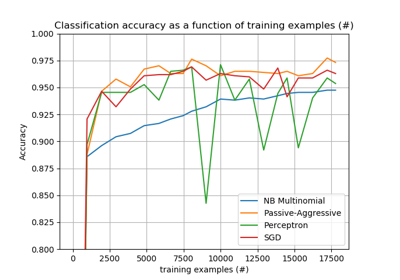 Classification accuracy as a function of training examples (#)
1.000
0.975
0.950
0.925
0.900
0.875
0.850
0.825
0.800
Accuracy
NB Multinomial
Passive-Aggressive
Perceptron
SGD
0 2500 5000 7500 10000 12500 15000 17500
training examples (#)